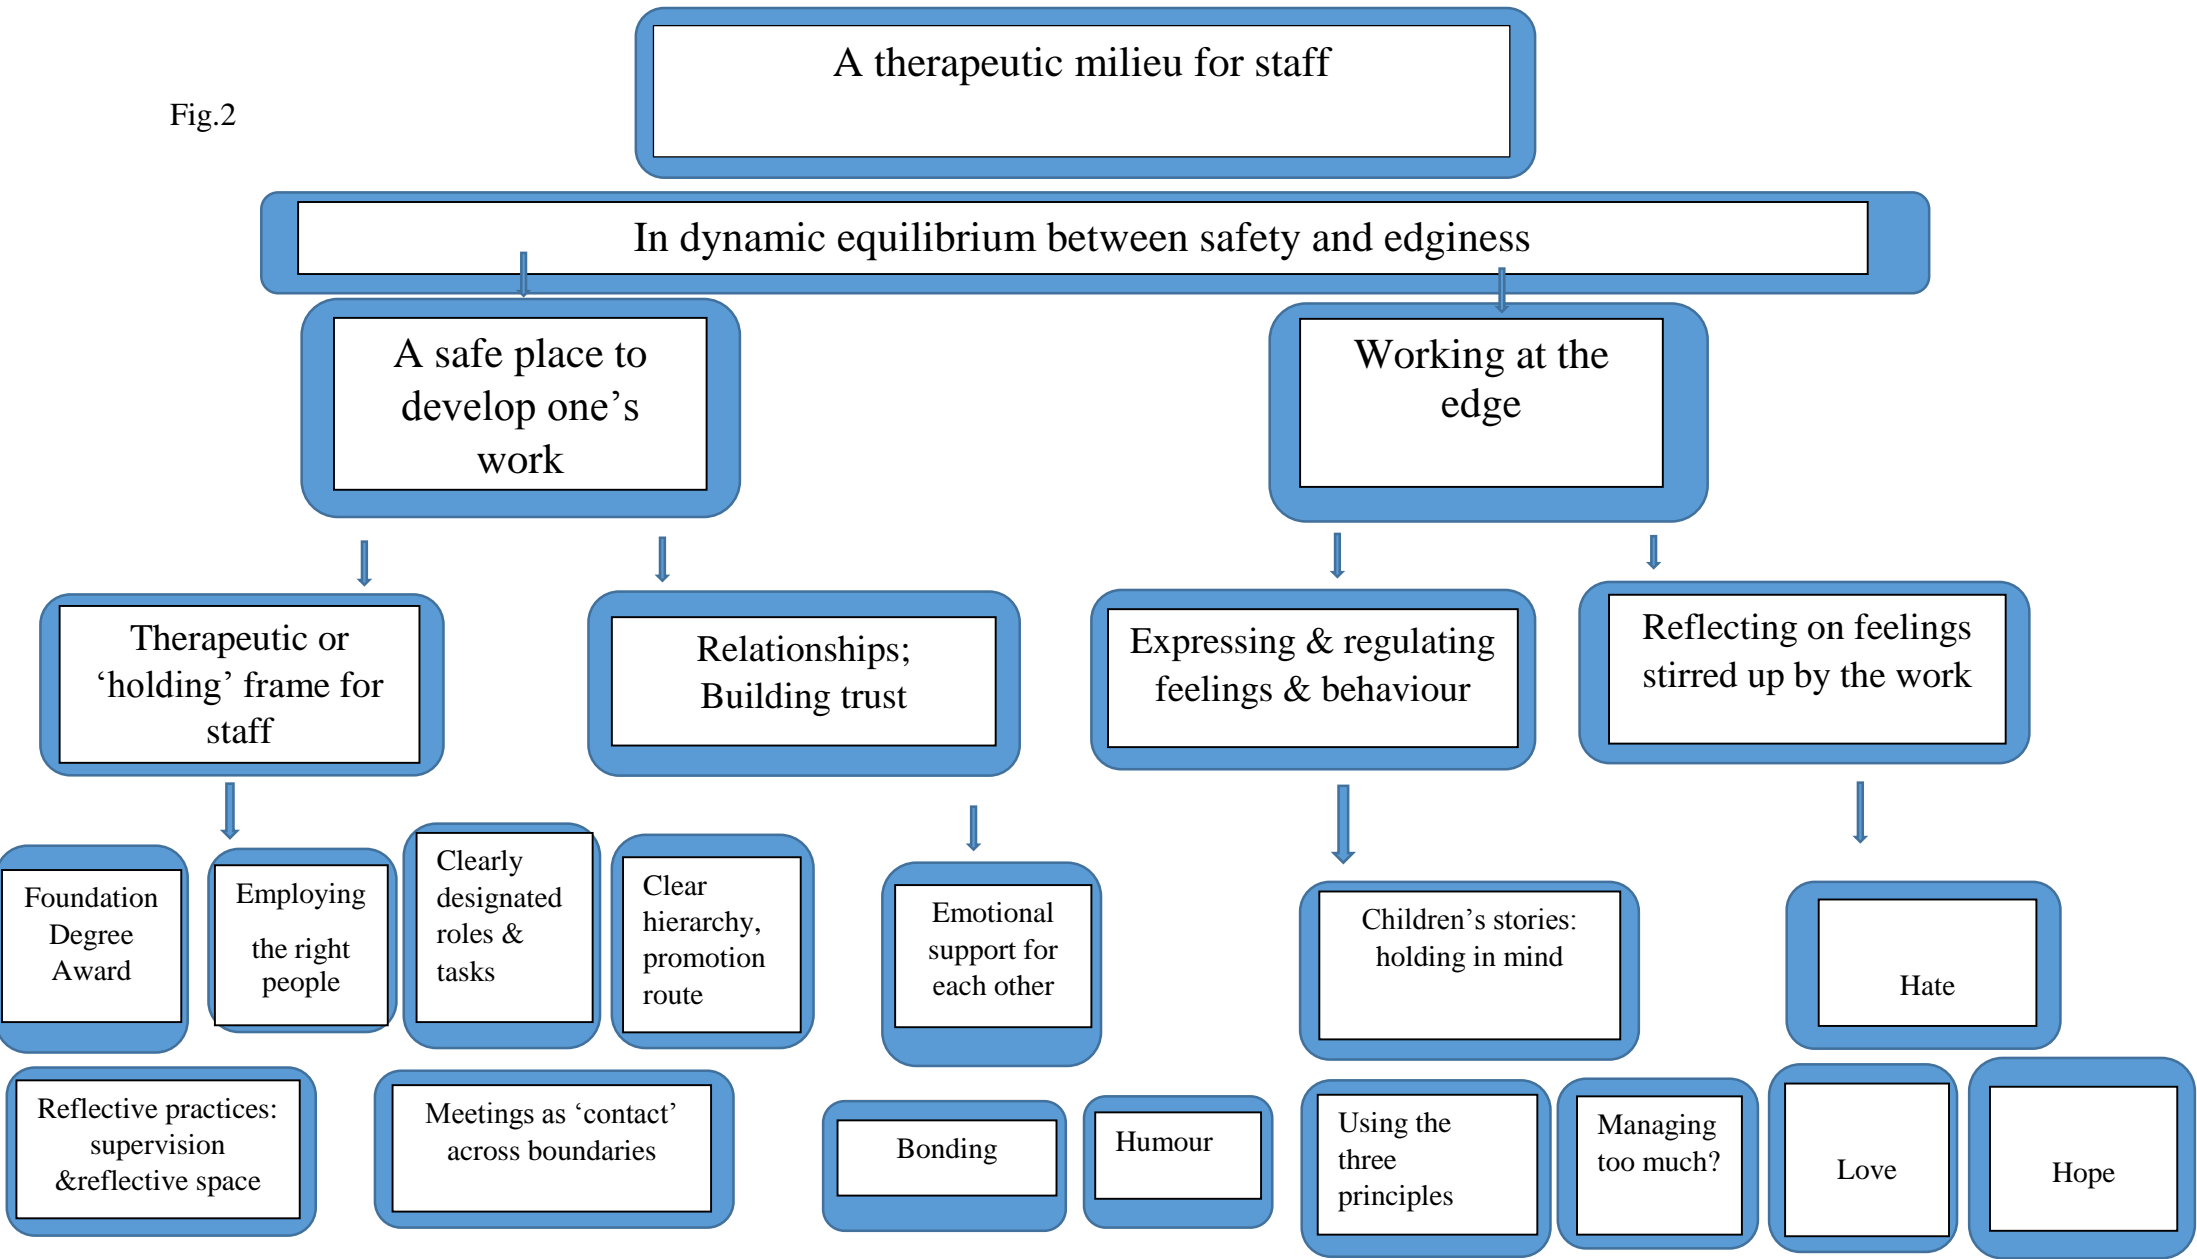 A therapeutic milieu for staff
Fig.2
In dynamic equilibrium between safety and edginess
A safe place to
develop one’s
work
Working at the
edge
Therapeutic or
‘holding’ frame for
staff
Relationships;
Building trust
Expressing & regulating
feelings & behaviour
Reflecting on feelings
stirred up by the work
Foundation
Degree
Award
Employing
the right
people
Clearly
designated
roles &
tasks
Clear
hierarchy,
promotion
route
Emotional
support for
each other
Children’s stories:
holding in mind
Hate
Reflective practices:
supervision
&reflective space
Meetings as ‘contact’
across boundaries
Bonding
Humour
Using the
three
principles
Managing
too much?
Love
Hope